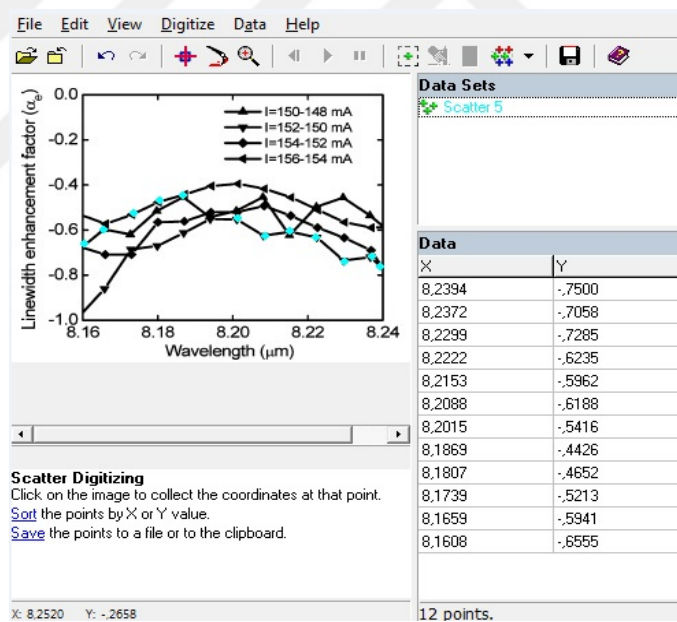 File Edit View Digitize Data Help
0.0
-0.2
-0.4
-0.6
-0.8
-1.0
Linewidth enhancement factor (αe)
I=150-148 mA
I=152-150 mA
I=154-152 mA
I=156-154 mA
8.16 8.18 8.20 8.22 8.24
Wavelength (μm)
Scatter Digitizing
Click on the image to collect the coordinates at that point.
Sort the points by X or Y value.
Save the points to a file or to the clipboard.
X: 8,2520 Y: -,2658
Data Sets
Scatter 5
Data
X Y
8,2394 -,7500
8,2372 -,7058
8,2299 -,7285
8,2222 -,6235
8,2153 -,5962
8,2088 -,6188
8,2015 -,5416
8,1869 -,4426
8,1807 -,4652
8,1739 -,5213
8,1659 -,5941
8,1608 -,6555
12 points.